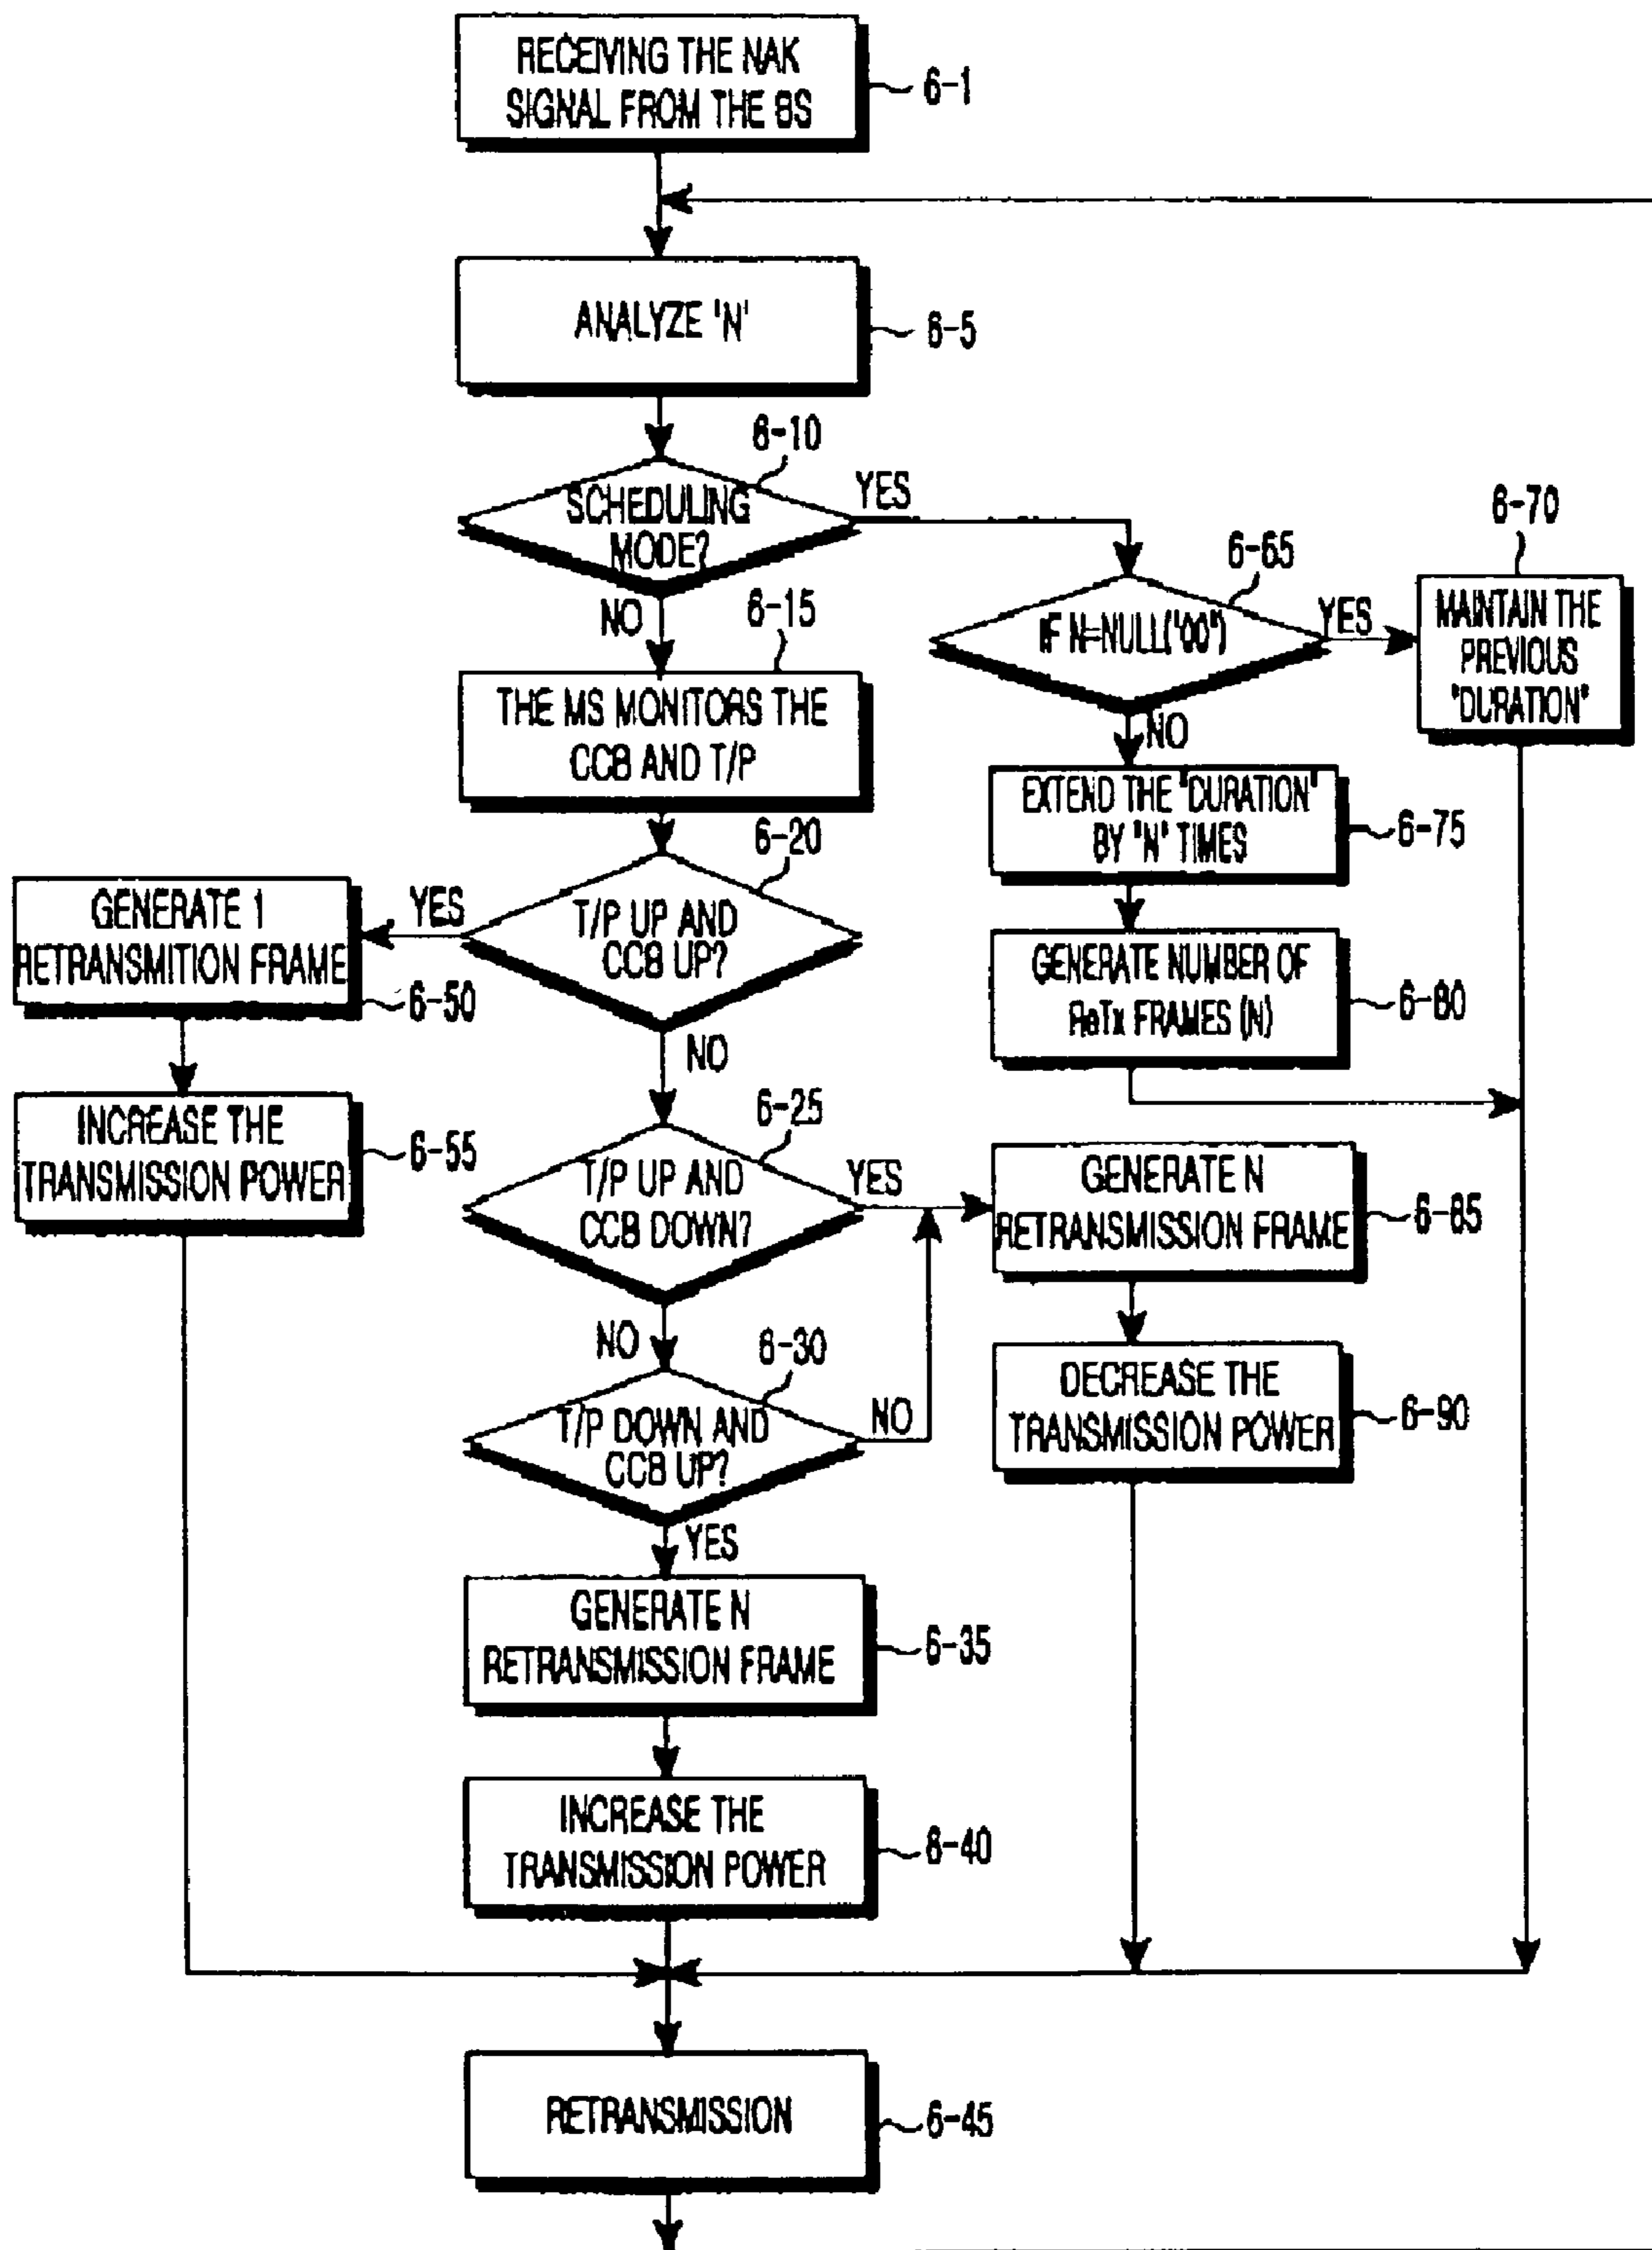 RECEIVING THE NAK
SIGNAL FROM THE BS
6-1
ANALYZE 'N'
6-5
6-10
SCHEDULING
MODE?
YES
NO
6-65
IF N=NULL("00")
YES
NO
6-70
MAINTAIN THE
PREVIOUS
"DURATION"
6-15
THE MS MONITORS THE
CCB AND T/P
EXTEND THE "DURATION"
BY "N" TIMES
6-75
6-20
T/P UP AND
CCB UP?
YES
NO
GENERATE 1
RETRANSMITION FRAME
6-50
GENERATE NUMBER OF
ReTx FRAMES (N)
6-80
INCREASE THE
TRANSMISSION POWER
6-55
6-25
T/P UP AND
CCB DOWN?
YES
NO
GENERATE N
RETRANSMISSION FRAME
6-85
6-30
T/P DOWN AND
CCB UP?
NO
YES
DECREASE THE
TRANSMISSION POWER
6-90
GENERATE N
RETRANSMISSION FRAME
6-35
INCREASE THE
TRANSMISSION POWER
6-40
RETRANSMISSION
6-45